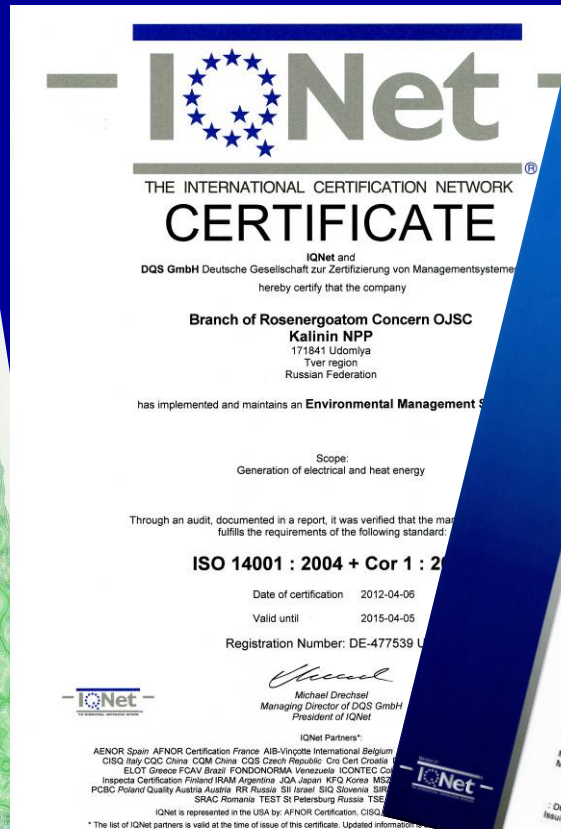 IQNet
®
THE INTERNATIONAL CERTIFICATION NETWORK
CERTIFICATE
IQNet and
DQS GmbH Deutsche Gesellschaft zur Zertifizierung von Managementsysteme
hereby certify that the company
Branch of Rosenergoatom Concern OJSC
Kalinin NPP
171841 Udomlya
Tver region
Russian Federation
has implemented and maintains an Environmental Management
Scope:
Generation of electrical and heat energy
Through an audit, documented in a report, it was verified that the
fulfills the requirements of the following standard:
ISO 14001 : 2004 + Cor 1 :
Date of certification 2012-04-06
Valid until 2015-04-05
Registration Number: DE-477539
Michael Drechsel
Managing Director of DQS GmbH
President of IQNet
IQNet
IQNet Partners*:
AENOR Spain AFNOR Certification France AIB-Vinçotte International Belgium
CISQ Italy CQC China CQM China CQS Czech Republic Cro Cert Croatia
ELOT Greece FCAV Brazil FONDONORMA Venezuela ICONTEC
Inspecta Certification Finland IRAM Argentina JQA Japan KFQ Korea
PCBC Poland Quality Austria Austria RR Russia SII Israel SIQ Slovenia
SRAC Romania TEST St Petersburg Russia
IQNet is represented in the USA by: AFNOR Certification, CISQ,
* The list of IQNet partners is valid at the time of issue of this certificate. Updated information
IQNet